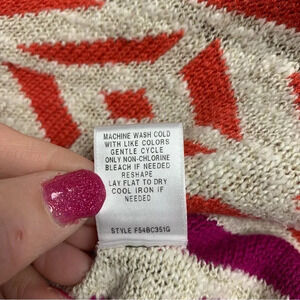 MACHINE WASH COLD
WITH LIKE COLORS
GENTLE CYCLE
ONLY NON-CHLORINE
BLEACH IF NEEDED
RESHAPE
LAY FLAT TO DRY
COOL IRON IF
NEEDED
STYLE F54BC351G